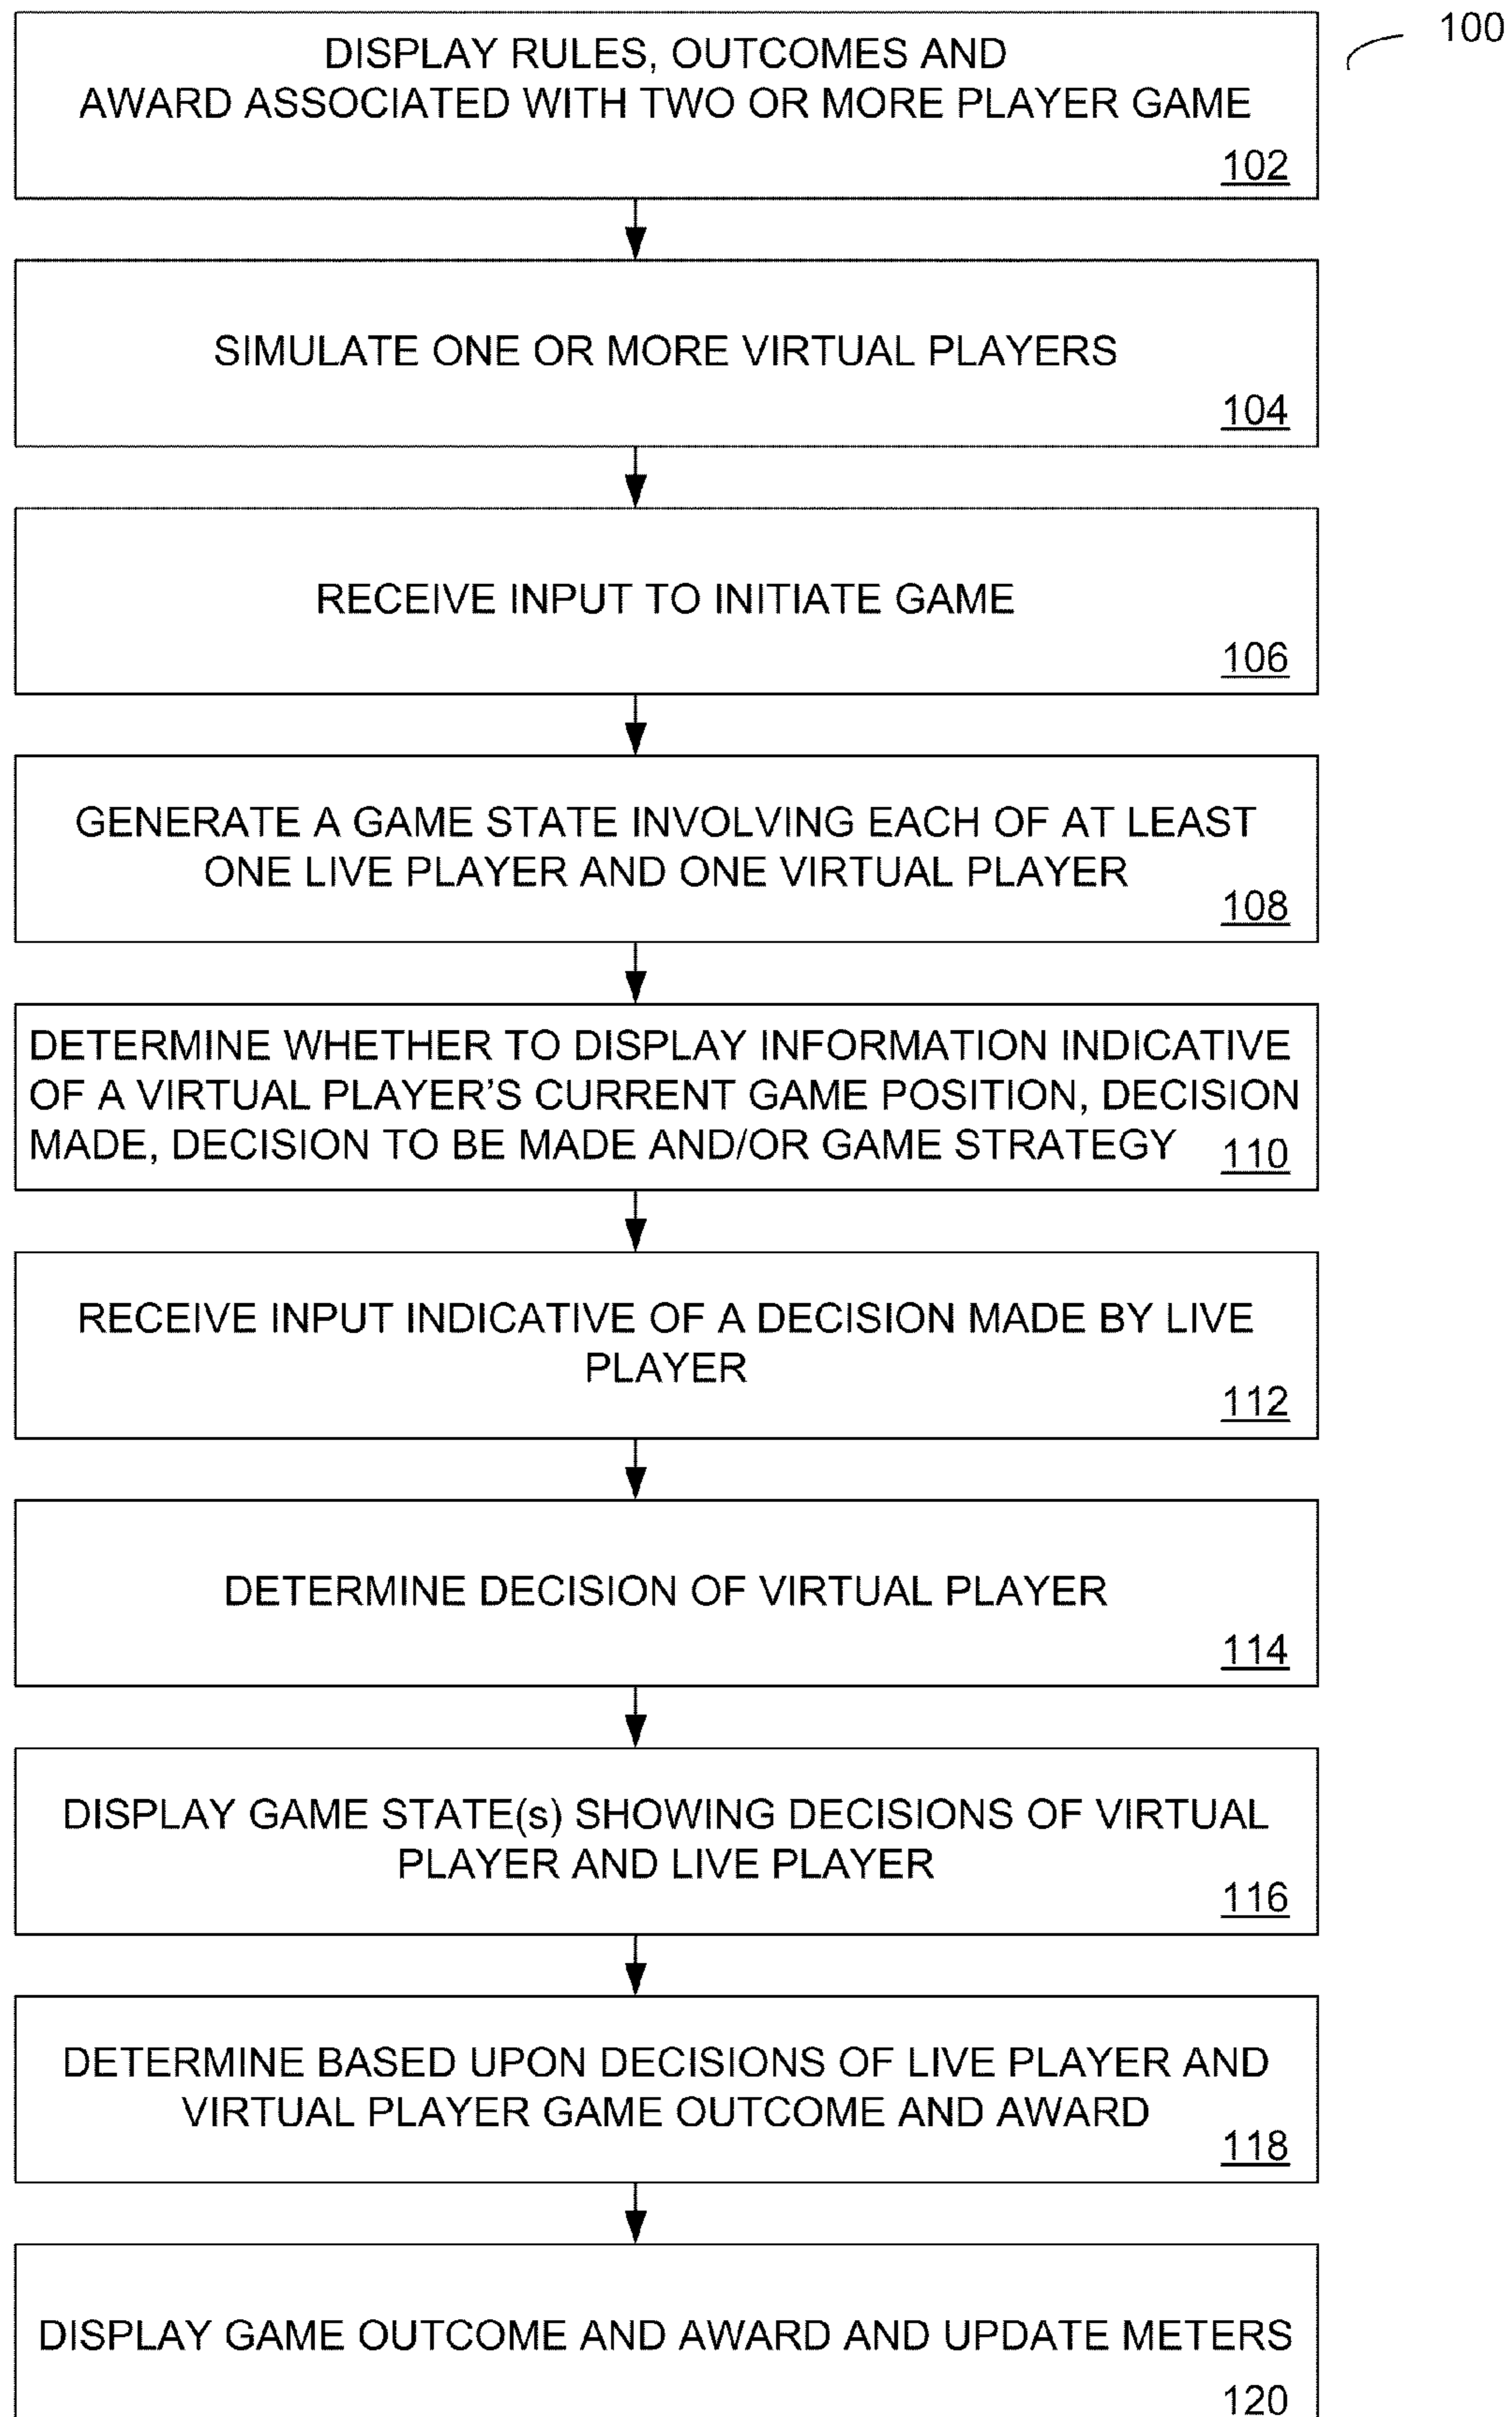 100
DISPLAY RULES, OUTCOMES AND
AWARD ASSOCIATED WITH TWO OR MORE PLAYER GAME
102
SIMULATE ONE OR MORE VIRTUAL PLAYERS
104
RECEIVE INPUT TO INITIATE GAME
106
GENERATE A GAME STATE INVOLVING EACH OF AT LEAST
ONE LIVE PLAYER AND ONE VIRTUAL PLAYER
108
DETERMINE WHETHER TO DISPLAY INFORMATION INDICATIVE
OF A VIRTUAL PLAYER'S CURRENT GAME POSITION, DECISION
MADE, DECISION TO BE MADE AND/OR GAME STRATEGY
110
RECEIVE INPUT INDICATIVE OF A DECISION MADE BY LIVE
PLAYER
112
DETERMINE DECISION OF VIRTUAL PLAYER
114
DISPLAY GAME STATE(s) SHOWING DECISIONS OF VIRTUAL
PLAYER AND LIVE PLAYER
116
DETERMINE BASED UPON DECISIONS OF LIVE PLAYER AND
VIRTUAL PLAYER GAME OUTCOME AND AWARD
118
DISPLAY GAME OUTCOME AND AWARD AND UPDATE METERS
120